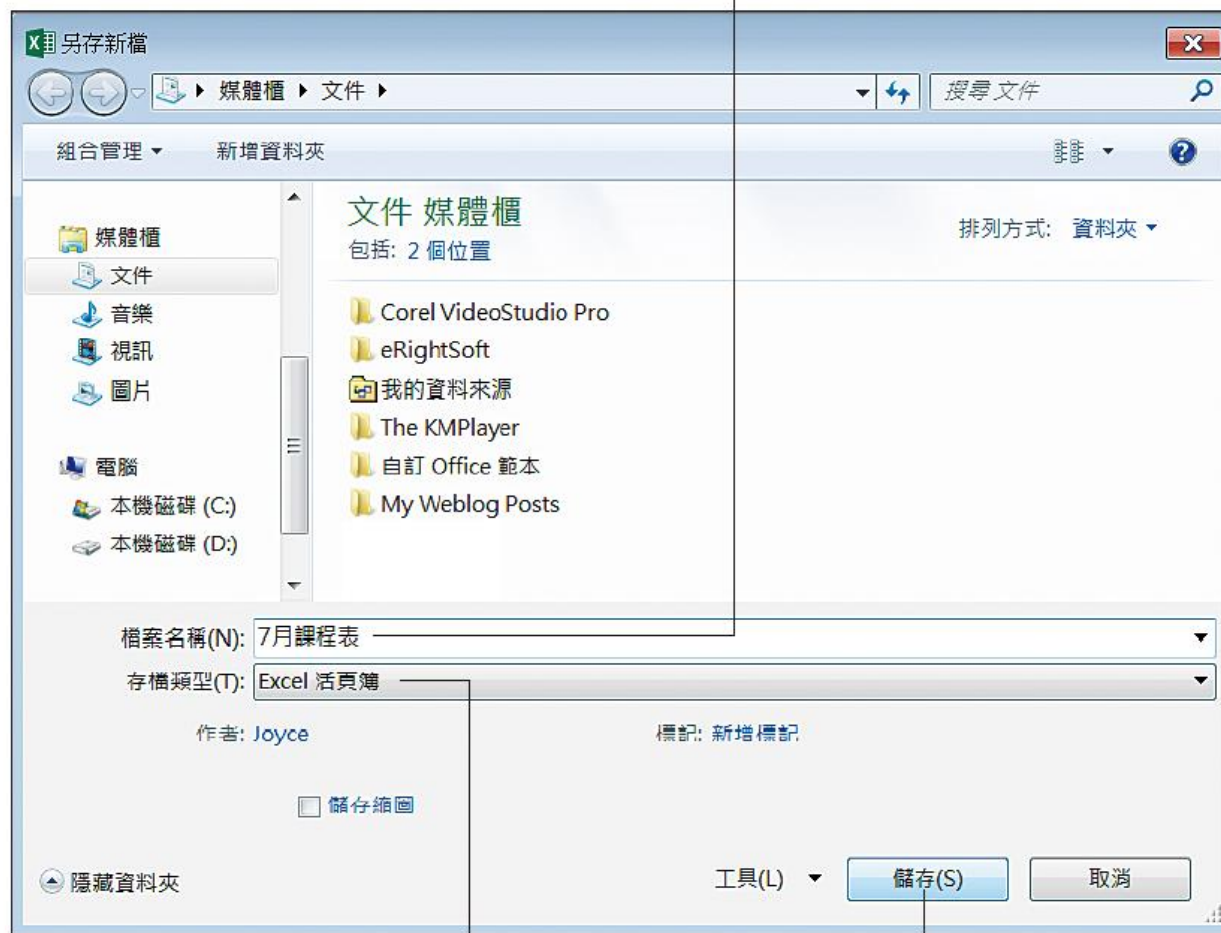 另存新檔
媒體櫃 文件
搜尋 文件
組合管理 新增資料夾
媒體櫃
文件
音樂
視訊
圖片
電腦
本機磁碟 (C:)
本機磁碟 (D:)
文件 媒體櫃
包括: 2 個位置
排列方式: 資料夾
Corel VideoStudio Pro
eRightSoft
我的資料來源
The KMPlayer
自訂 Office 範本
My Weblog Posts
檔案名稱(N): 7月課程表
存檔類型(T): Excel 活頁簿
作者: Joyce 標記: 新增標記
儲存縮圖
隱藏資料夾 工具(L) 儲存(S) 取消